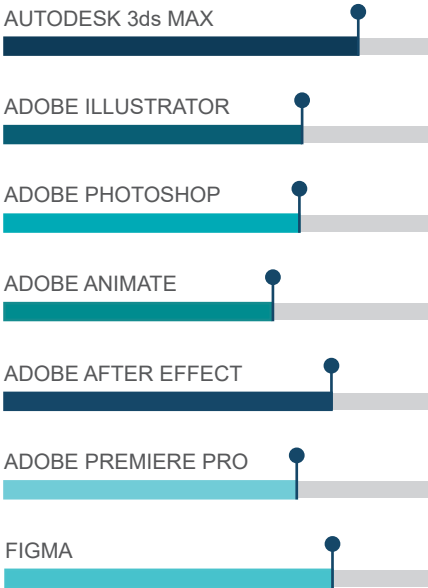 AUTODESK 3ds MAX
ADOBE ILLUSTRATOR
ADOBE PHOTOSHOP
ADOBE ANIMATE
ADOBE AFTER EFFECT
ADOBE PREMIERE PRO
FIGMA